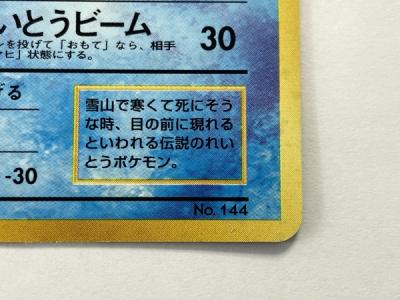 いとうビーム 30
ンを投げて「おもて」なら、相手
マヒ」状態にする。
げる
雪山で寒くて死にそう
な時、目の前に現れる
といわれる伝説のれい
とうポケモン。
-30
No. 144